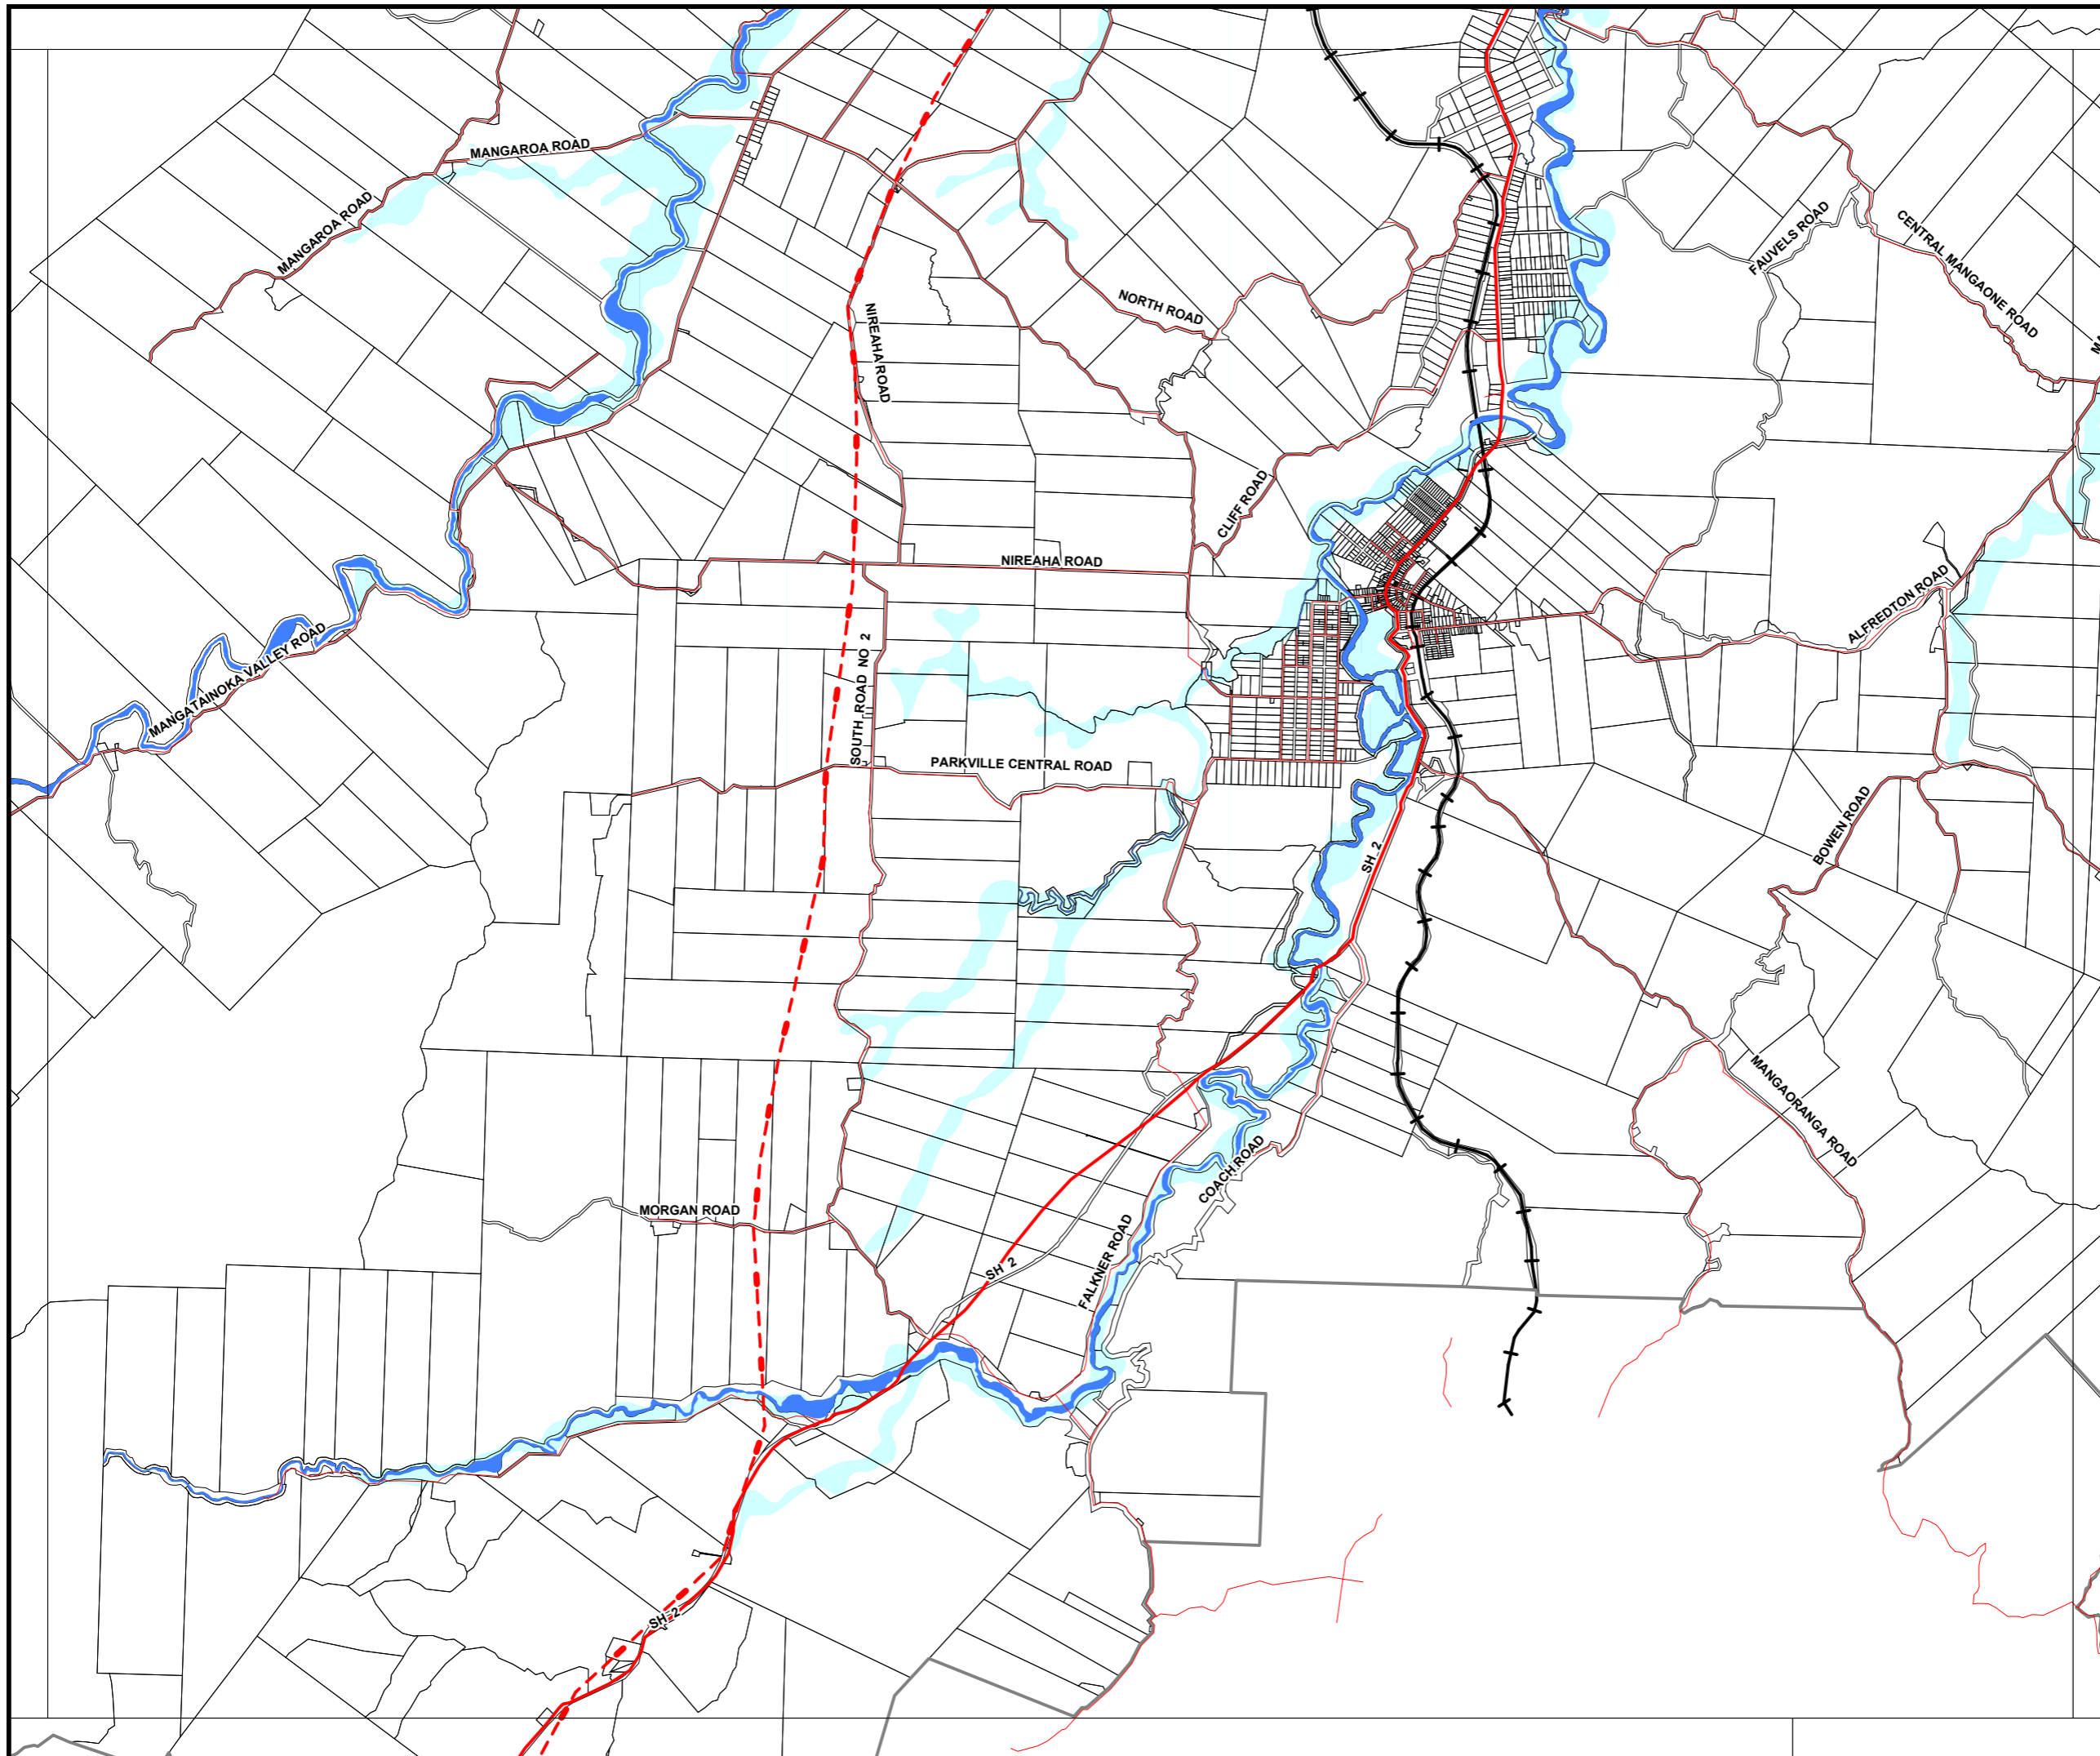 MANGAROA ROAD
MANGAROA ROAD
FAUVELS ROAD
CENTRAL MANGAONE ROAD
NORTH ROAD
NIREAHA ROAD
CLIFF ROAD
NIREAHA ROAD
ALFREDTON ROAD
MANGATAINOKA VALLEY ROAD
SOUTH ROAD NO 2
PARKVILLE CENTRAL ROAD
BOWEN ROAD
SH 2
MANGAORANGA ROAD
COACH ROAD
MORGAN ROAD
FALKNER ROAD
SH 2
SH 2